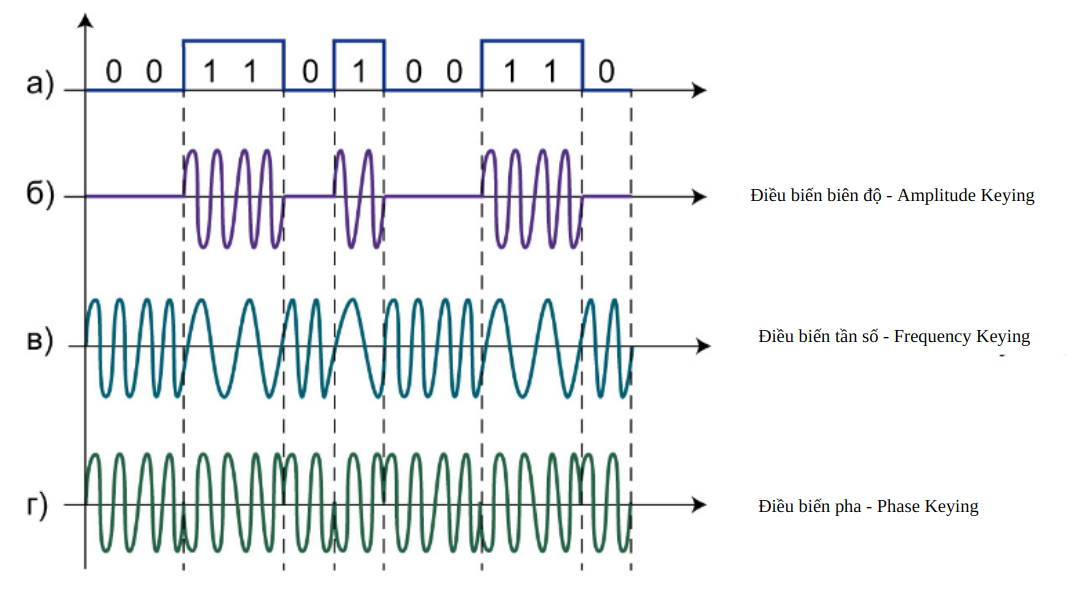 а) 0 0 1 1 0 1 0 0 1 1 0
б) Điều biến biên độ - Amplitude Keying
в) Điều biến tần số - Frequency Keying
г) Điều biến pha - Phase Keying